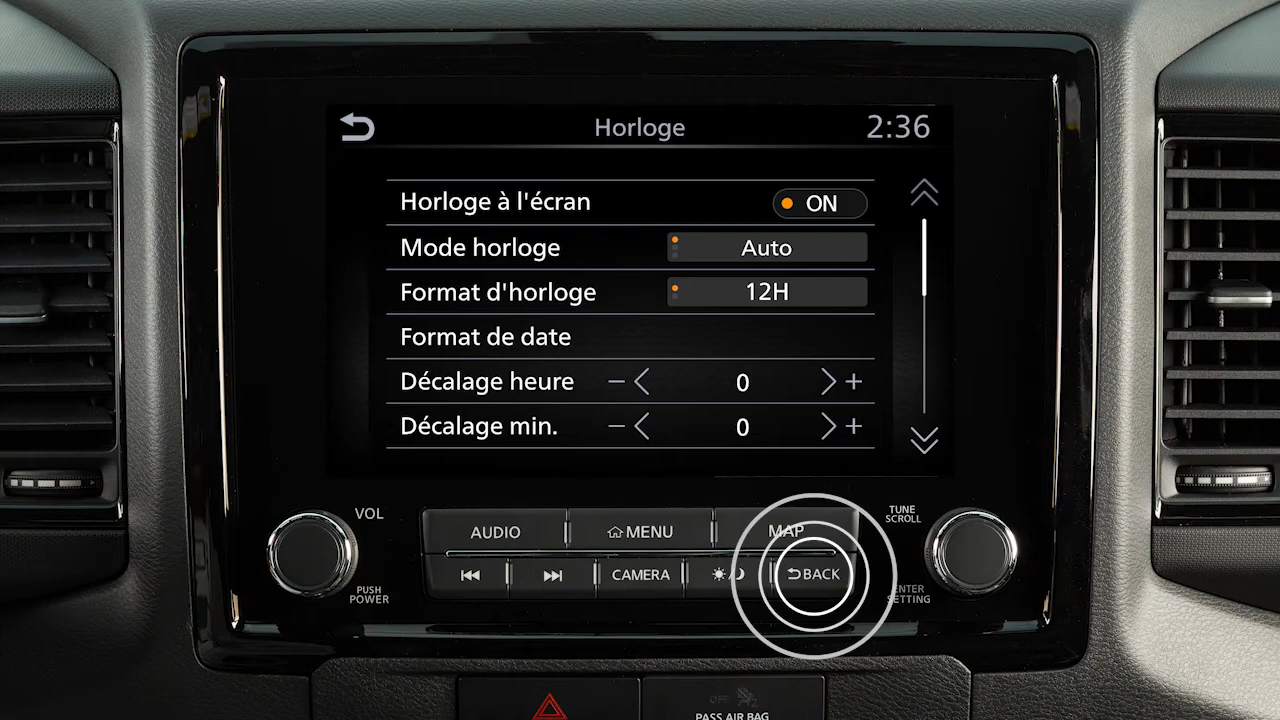 Horloge
2:36
Horloge à l'écran ON
Mode horloge Auto
Format d'horloge 12H
Format de date
Décalage heure − 0 +
Décalage min. − 0 +
VOL
TUNE
SCROLL
AUDIO MENU MAP
CAMERA BACK
PUSH
POWER
ENTER
SETTING
OFF
PASS AIR BAG